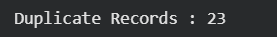 Duplicate Records : 23